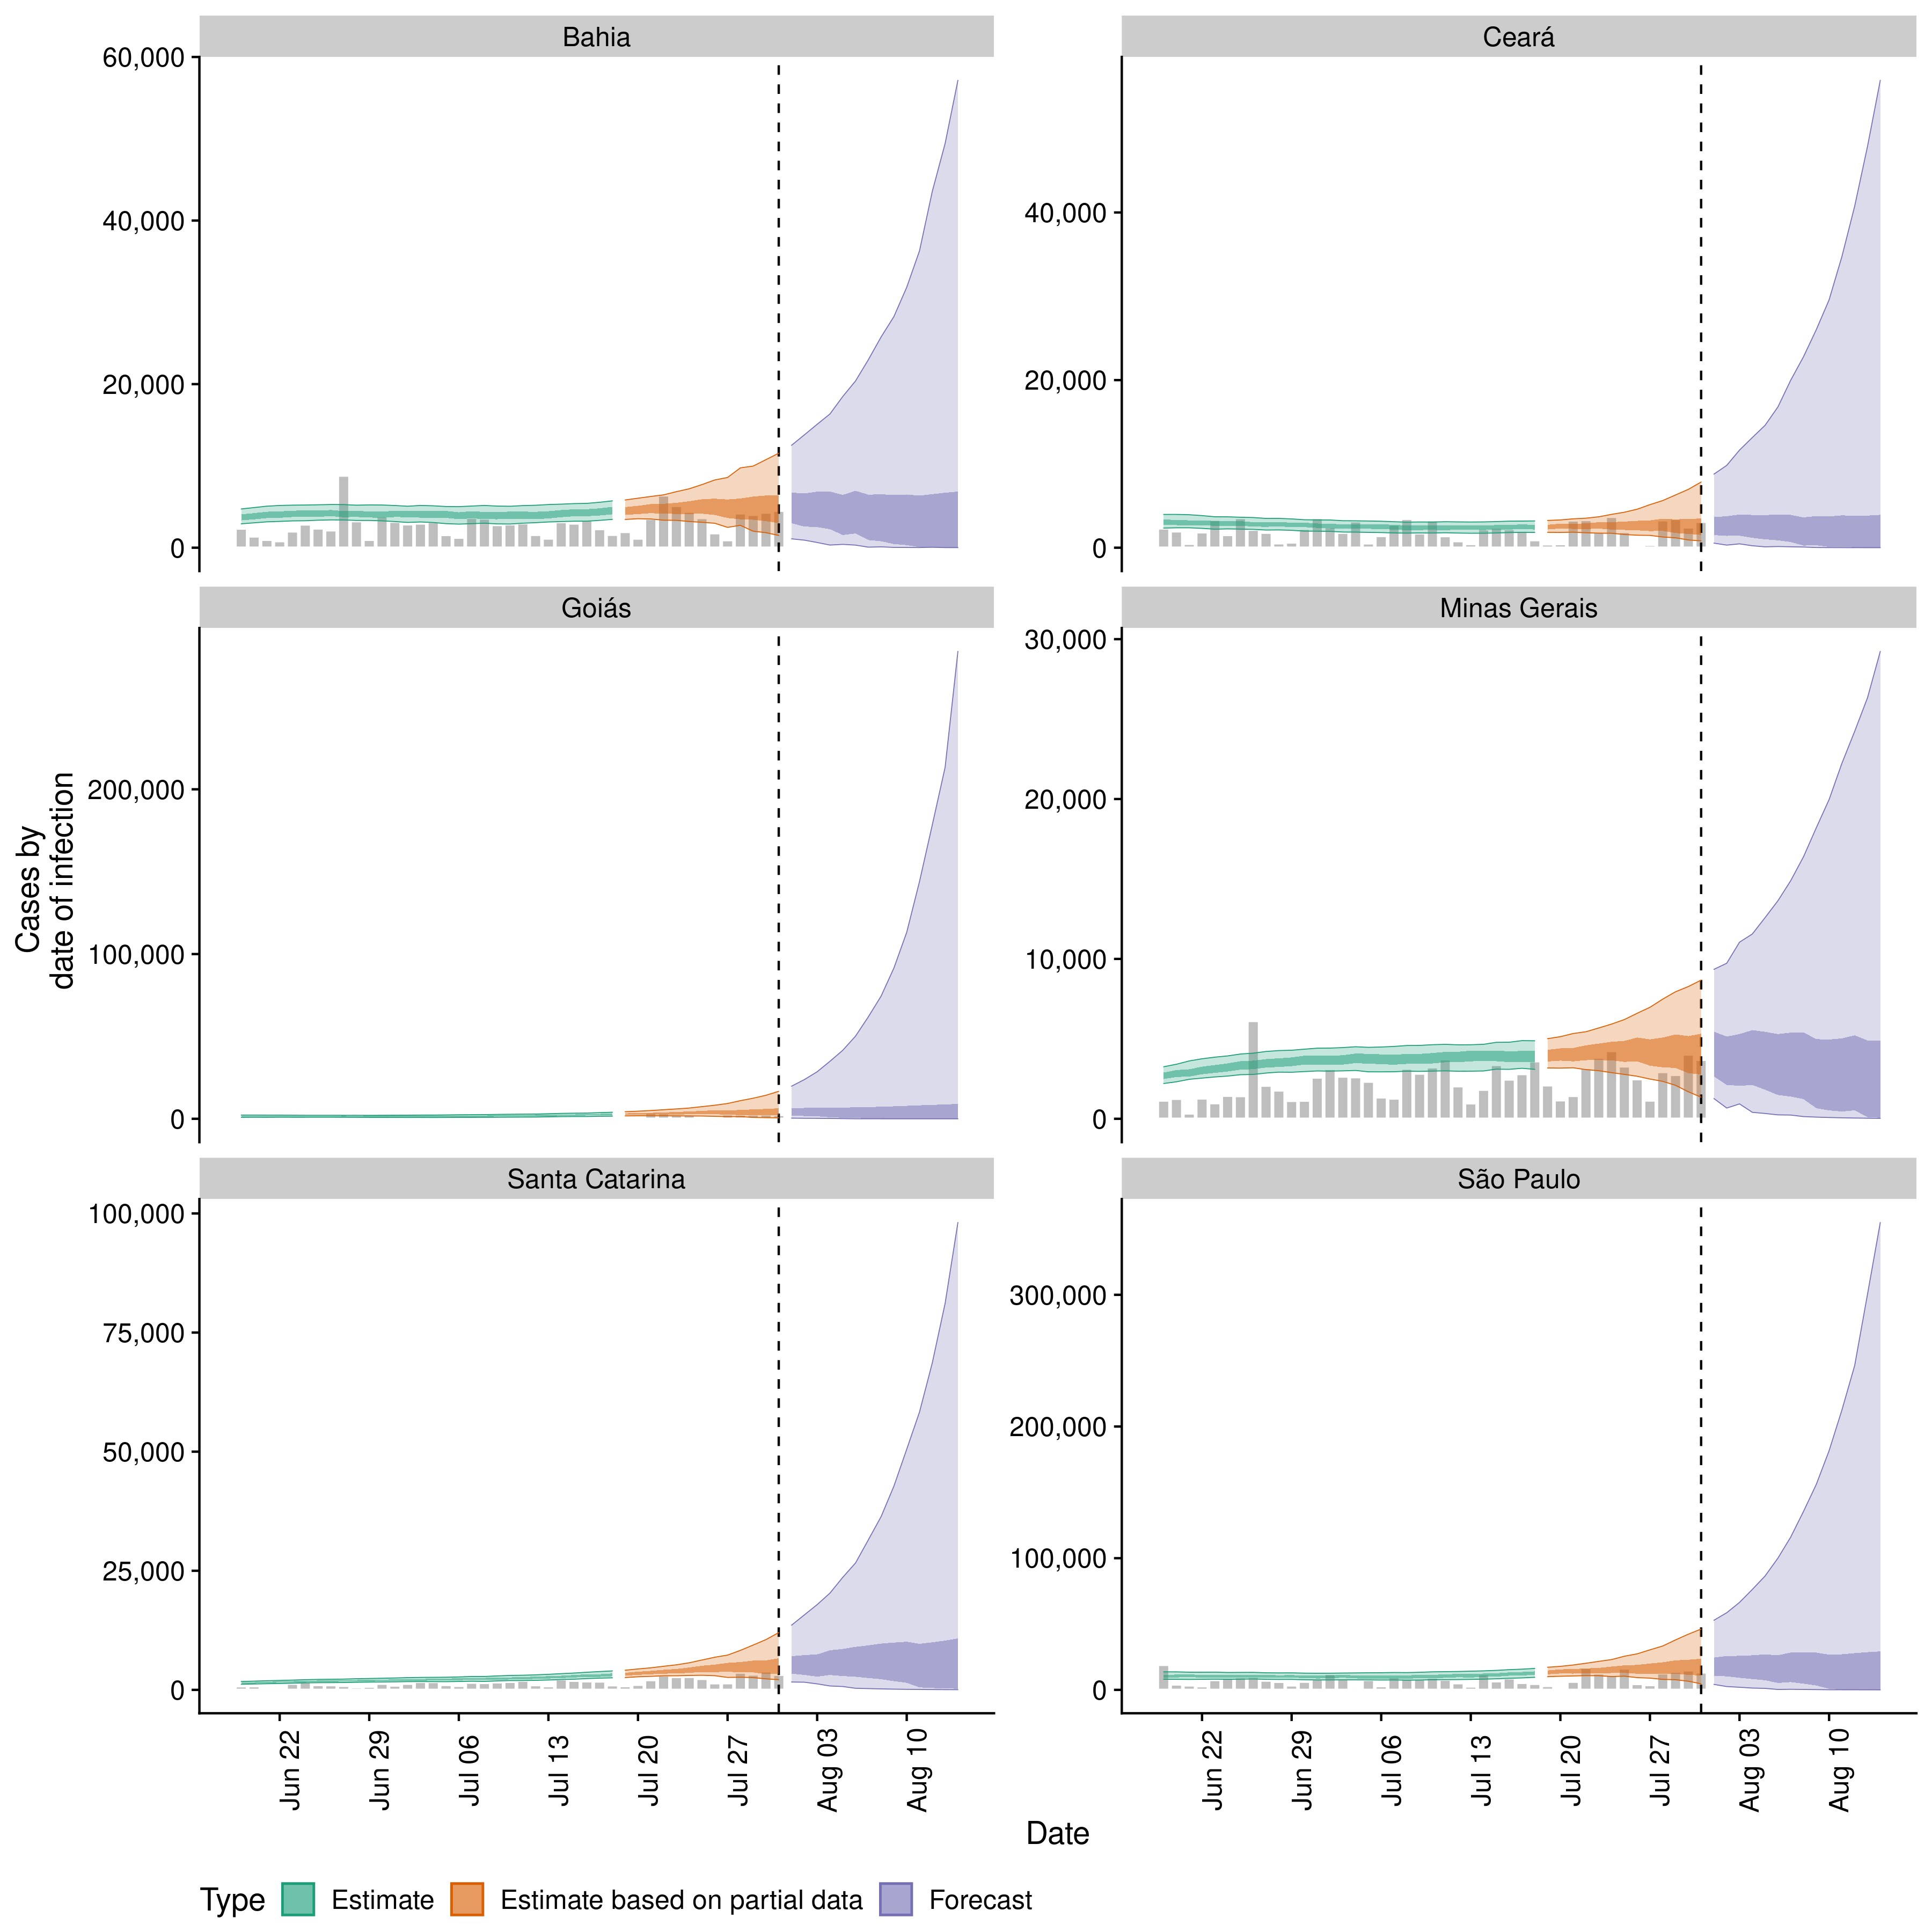 Bahia
Ceará
60,000
40,000
20,000
0
40,000
20,000
0
Goiás
Minas Gerais
200,000
100,000
0
30,000
20,000
10,000
0
Cases by
date of infection
Santa Catarina
São Paulo
100,000
75,000
50,000
25,000
0
300,000
200,000
100,000
0
Jun 22
Jun 29
Jul 06
Jul 13
Jul 20
Jul 27
Aug 03
Aug 10
Jun 22
Jun 29
Jul 06
Jul 13
Jul 20
Jul 27
Aug 03
Aug 10
Date
Type Estimate Estimate based on partial data Forecast